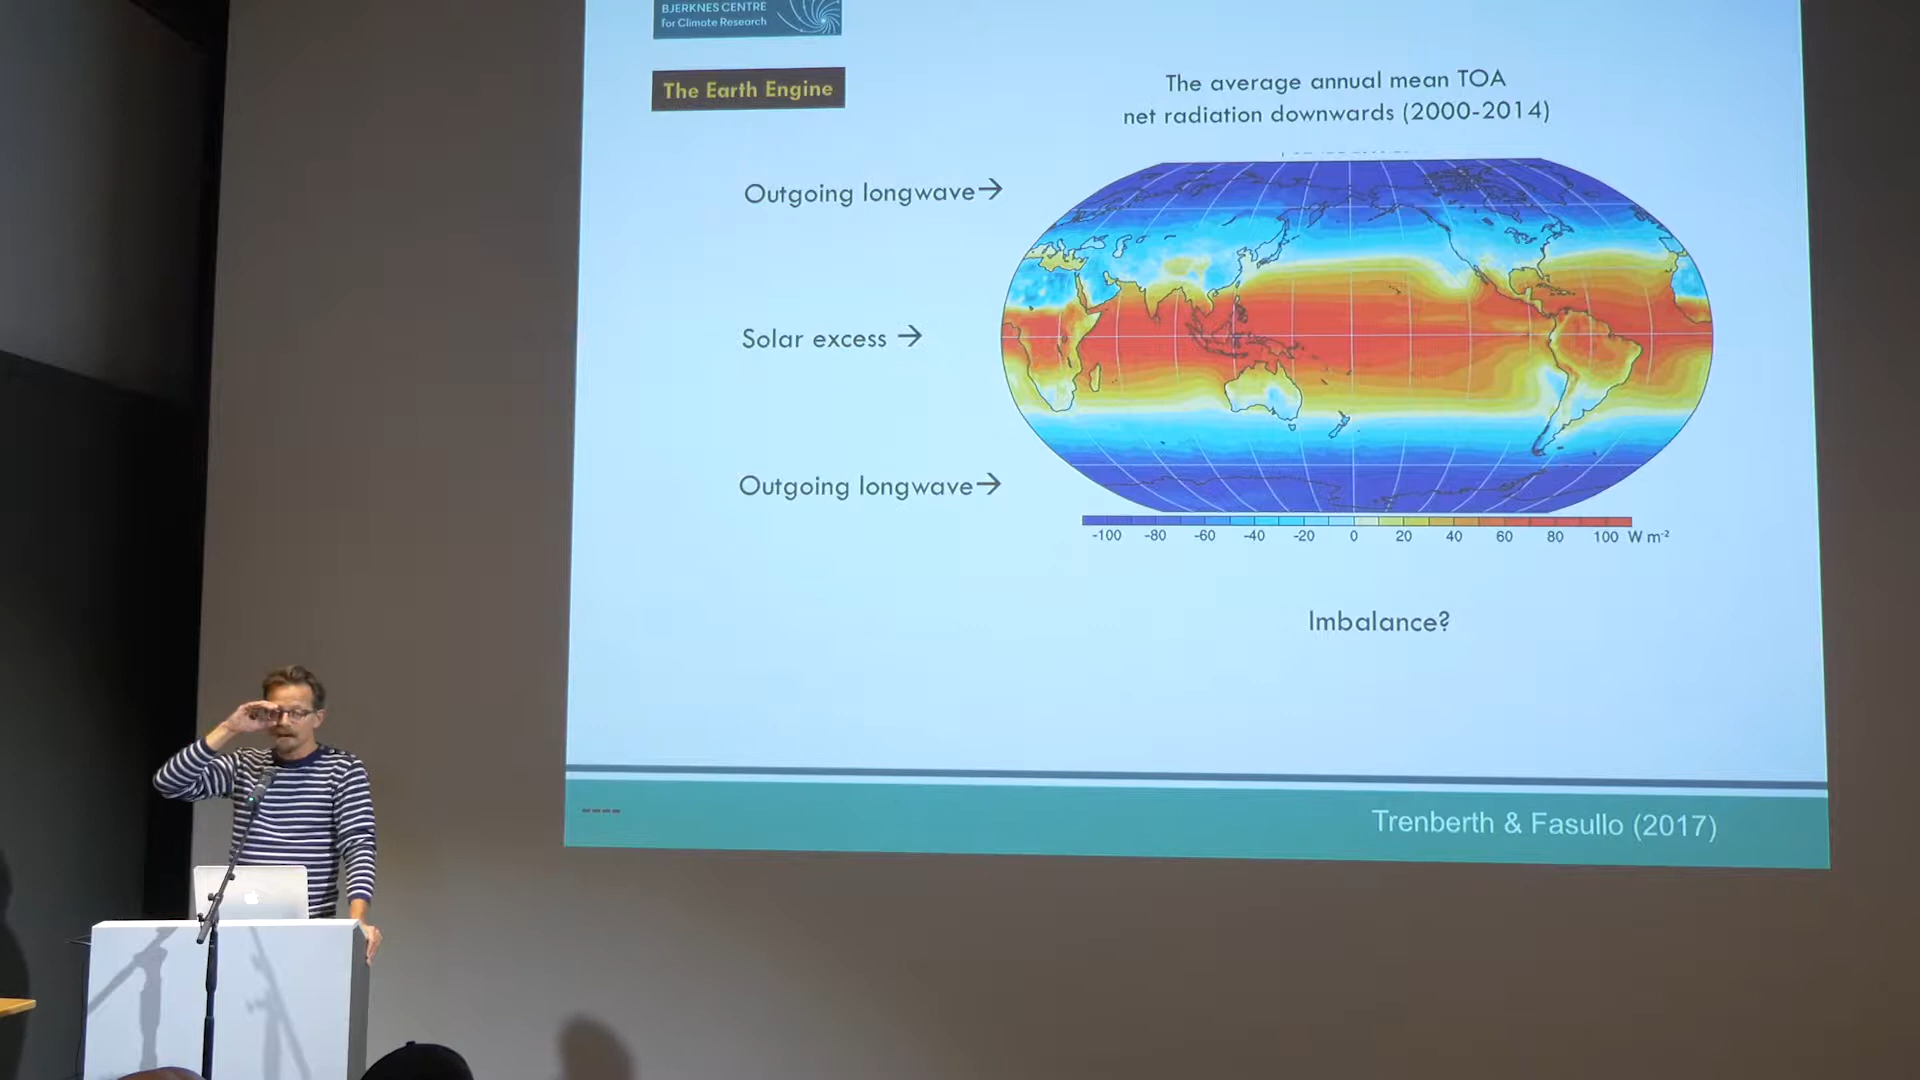 BJERKNES CENTRE
for Climate Research
The Earth Engine
The average annual mean TOA
net radiation downwards (2000-2014)
Outgoing longwave→
Solar excess →
Outgoing longwave→
-100 -80 -60 -40 -20 0 20 40 60 80 100 W m-2
Imbalance?
Trenberth & Fasullo (2017)